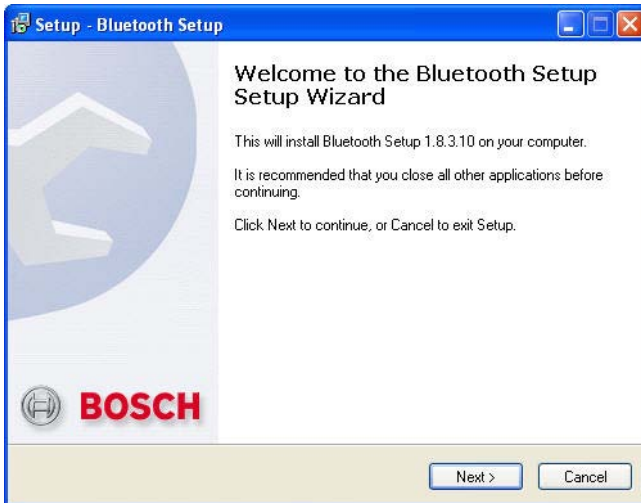 Setup - Bluetooth Setup
Welcome to the Bluetooth Setup
Setup Wizard
This will install Bluetooth Setup 1.8.3.10 on your computer.
It is recommended that you close all other applications before
continuing.
Click Next to continue, or Cancel to exit Setup.
BOSCH
Next >
Cancel